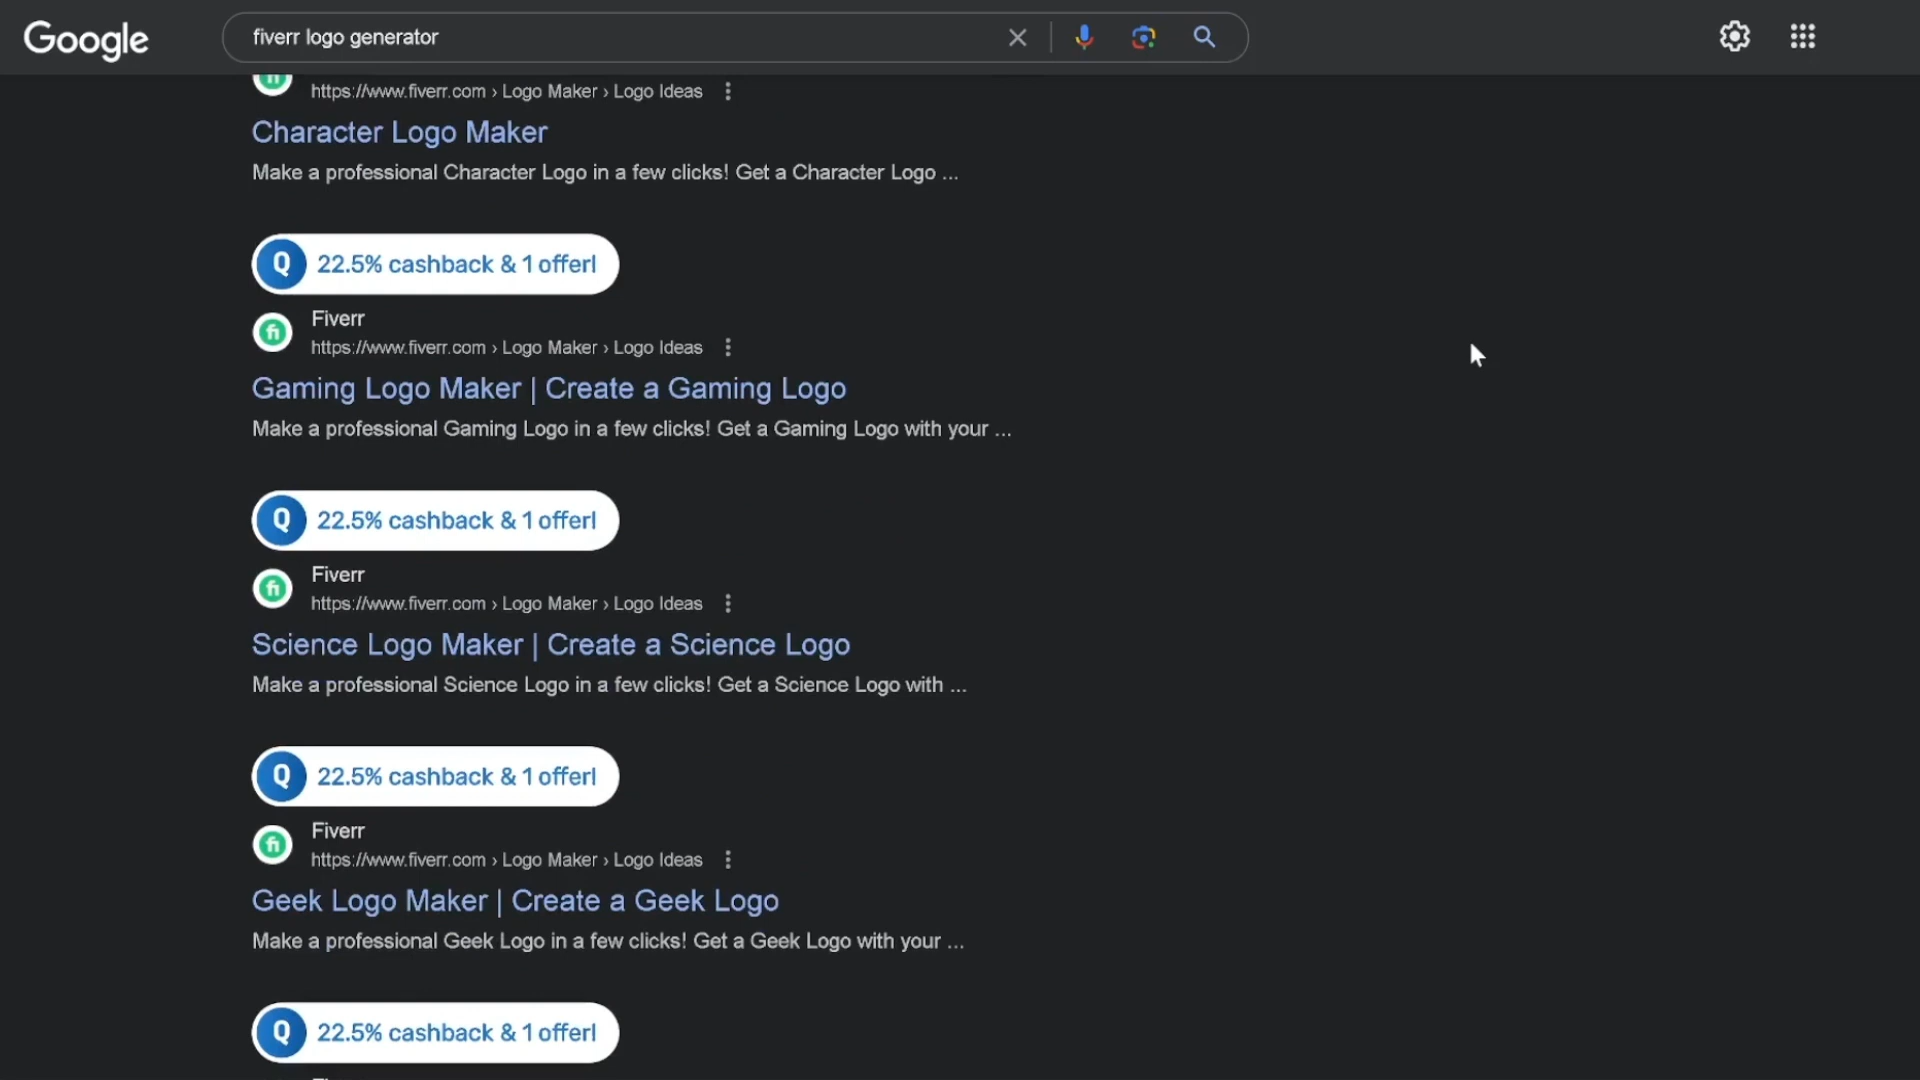 Google
fiverr logo generator
https://www.fiverr.com › Logo Maker › Logo Ideas
Character Logo Maker
Make a professional Character Logo in a few clicks! Get a Character Logo ...
Q 22.5% cashback & 1 offer!
fi Fiverr
https://www.fiverr.com › Logo Maker › Logo Ideas
Gaming Logo Maker | Create a Gaming Logo
Make a professional Gaming Logo in a few clicks! Get a Gaming Logo with your ...
Q 22.5% cashback & 1 offer!
fi Fiverr
https://www.fiverr.com › Logo Maker › Logo Ideas
Science Logo Maker | Create a Science Logo
Make a professional Science Logo in a few clicks! Get a Science Logo with ...
Q 22.5% cashback & 1 offer!
fi Fiverr
https://www.fiverr.com › Logo Maker › Logo Ideas
Geek Logo Maker | Create a Geek Logo
Make a professional Geek Logo in a few clicks! Get a Geek Logo with your ...
Q 22.5% cashback & 1 offer!